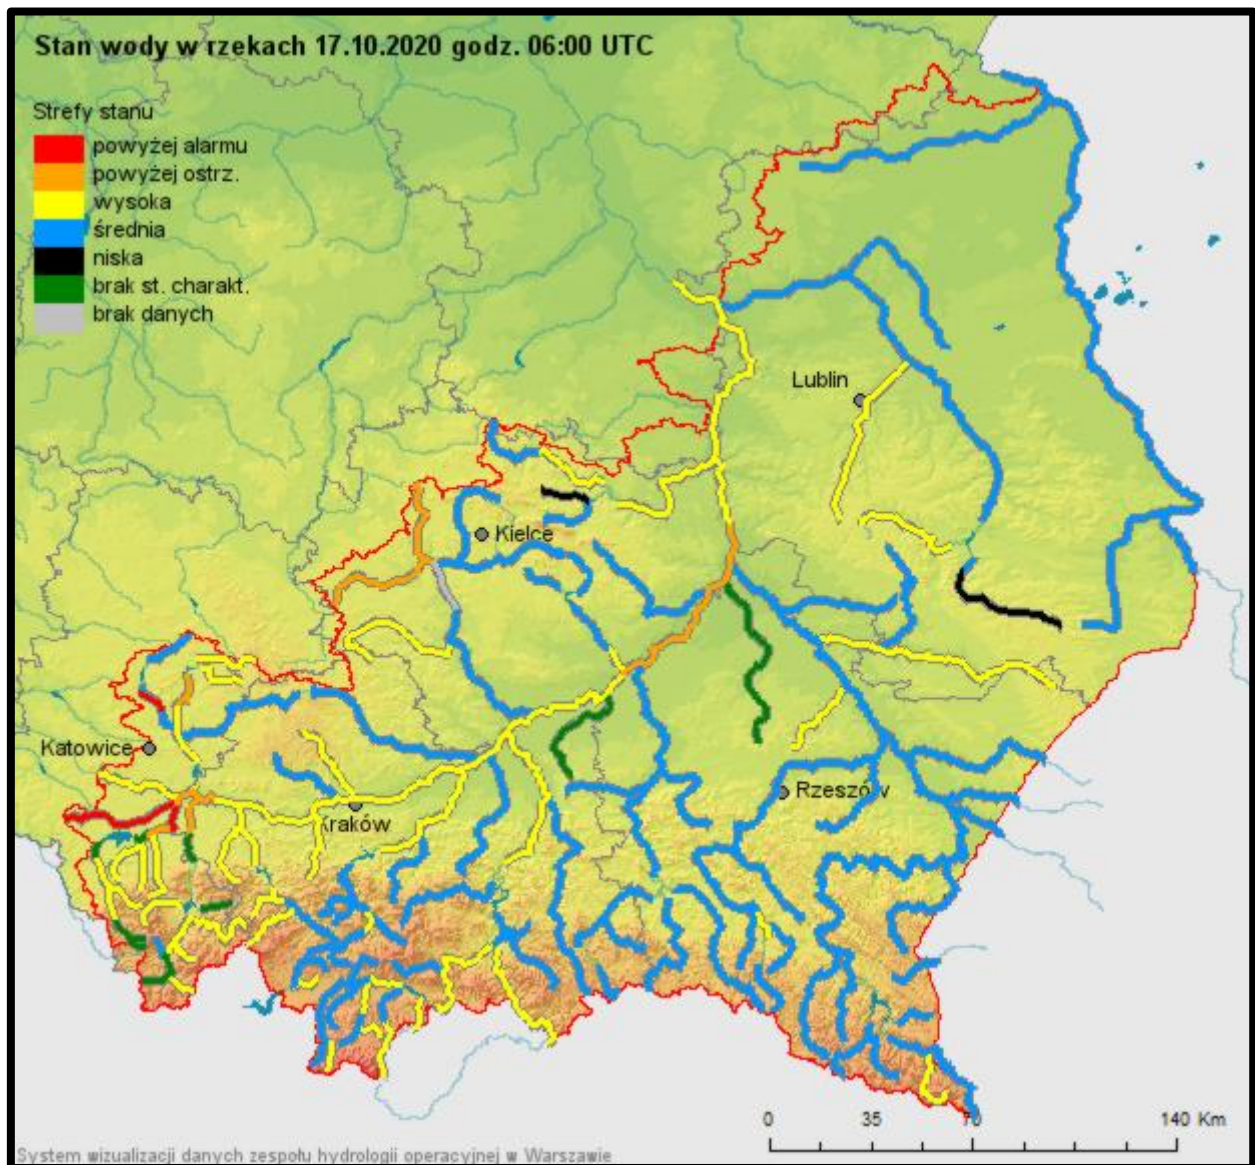 Stan wody w rzekach 17.10.2020 godz. 06:00 UTC
Strefy stanu
powyżej alarmu
powyżej ostrz.
wysoka
średnia
niska
brak st. charakt.
brak danych
Lublin
Kielce
Katowice
Rzeszów
Kraków
0 35 70 140 Km
System wizualizacji danych zespołu hydrologii operacyjnej w Warszawie